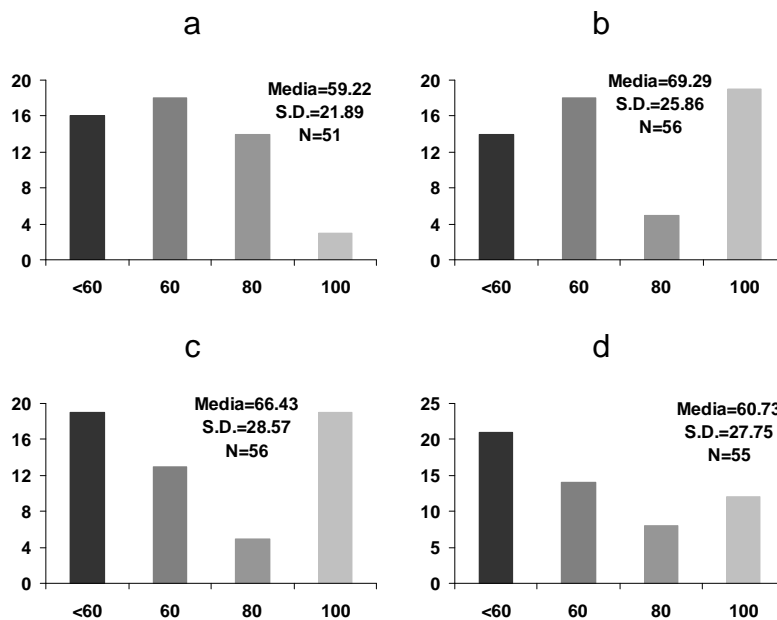 a
Media=59.22
S.D.=21.89
N=51
20
16
12
8
4
0
<60 60 80 100
b
Media=69.29
S.D.=25.86
N=56
20
16
12
8
4
0
<60 60 80 100
c
Media=66.43
S.D.=28.57
N=56
20
16
12
8
4
0
<60 60 80 100
d
Media=60.73
S.D.=27.75
N=55
25
20
15
10
5
0
<60 60 80 100